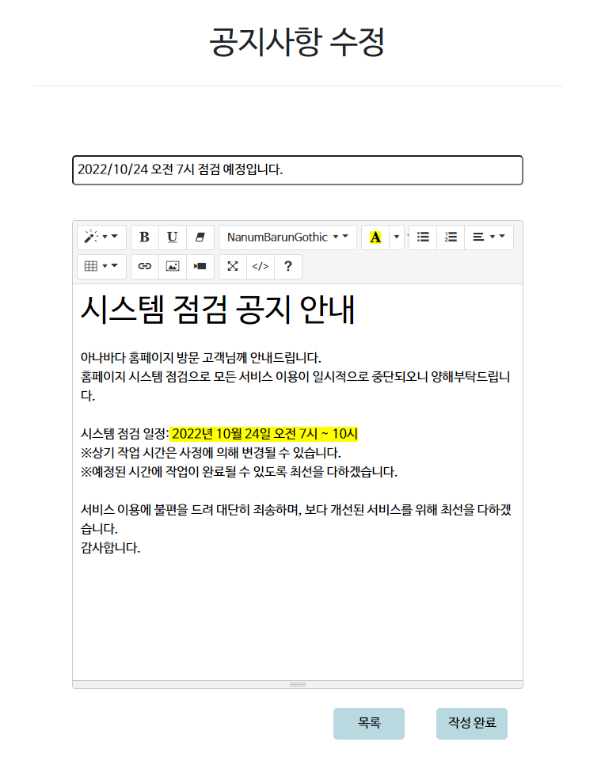 공지사항 수정
2022/10/24 오전 7시 점검 예정입니다.
B U NanumBarunGothic A
</> ?
시스템 점검 공지 안내
아나바다 홈페이지 방문 고객님께 안내드립니다.
홈페이지 시스템 점검으로 모든 서비스 이용이 일시적으로 중단되오니 양해부탁드립니
다.
시스템 점검 일정: 2022년 10월 24일 오전 7시 ~ 10시
※상기 작업 시간은 사정에 의해 변경될 수 있습니다.
※예정된 시간에 작업이 완료될 수 있도록 최선을 다하겠습니다.
서비스 이용에 불편을 드려 대단히 죄송하며, 보다 개선된 서비스를 위해 최선을 다하겠
습니다.
감사합니다.
목록 작성 완료